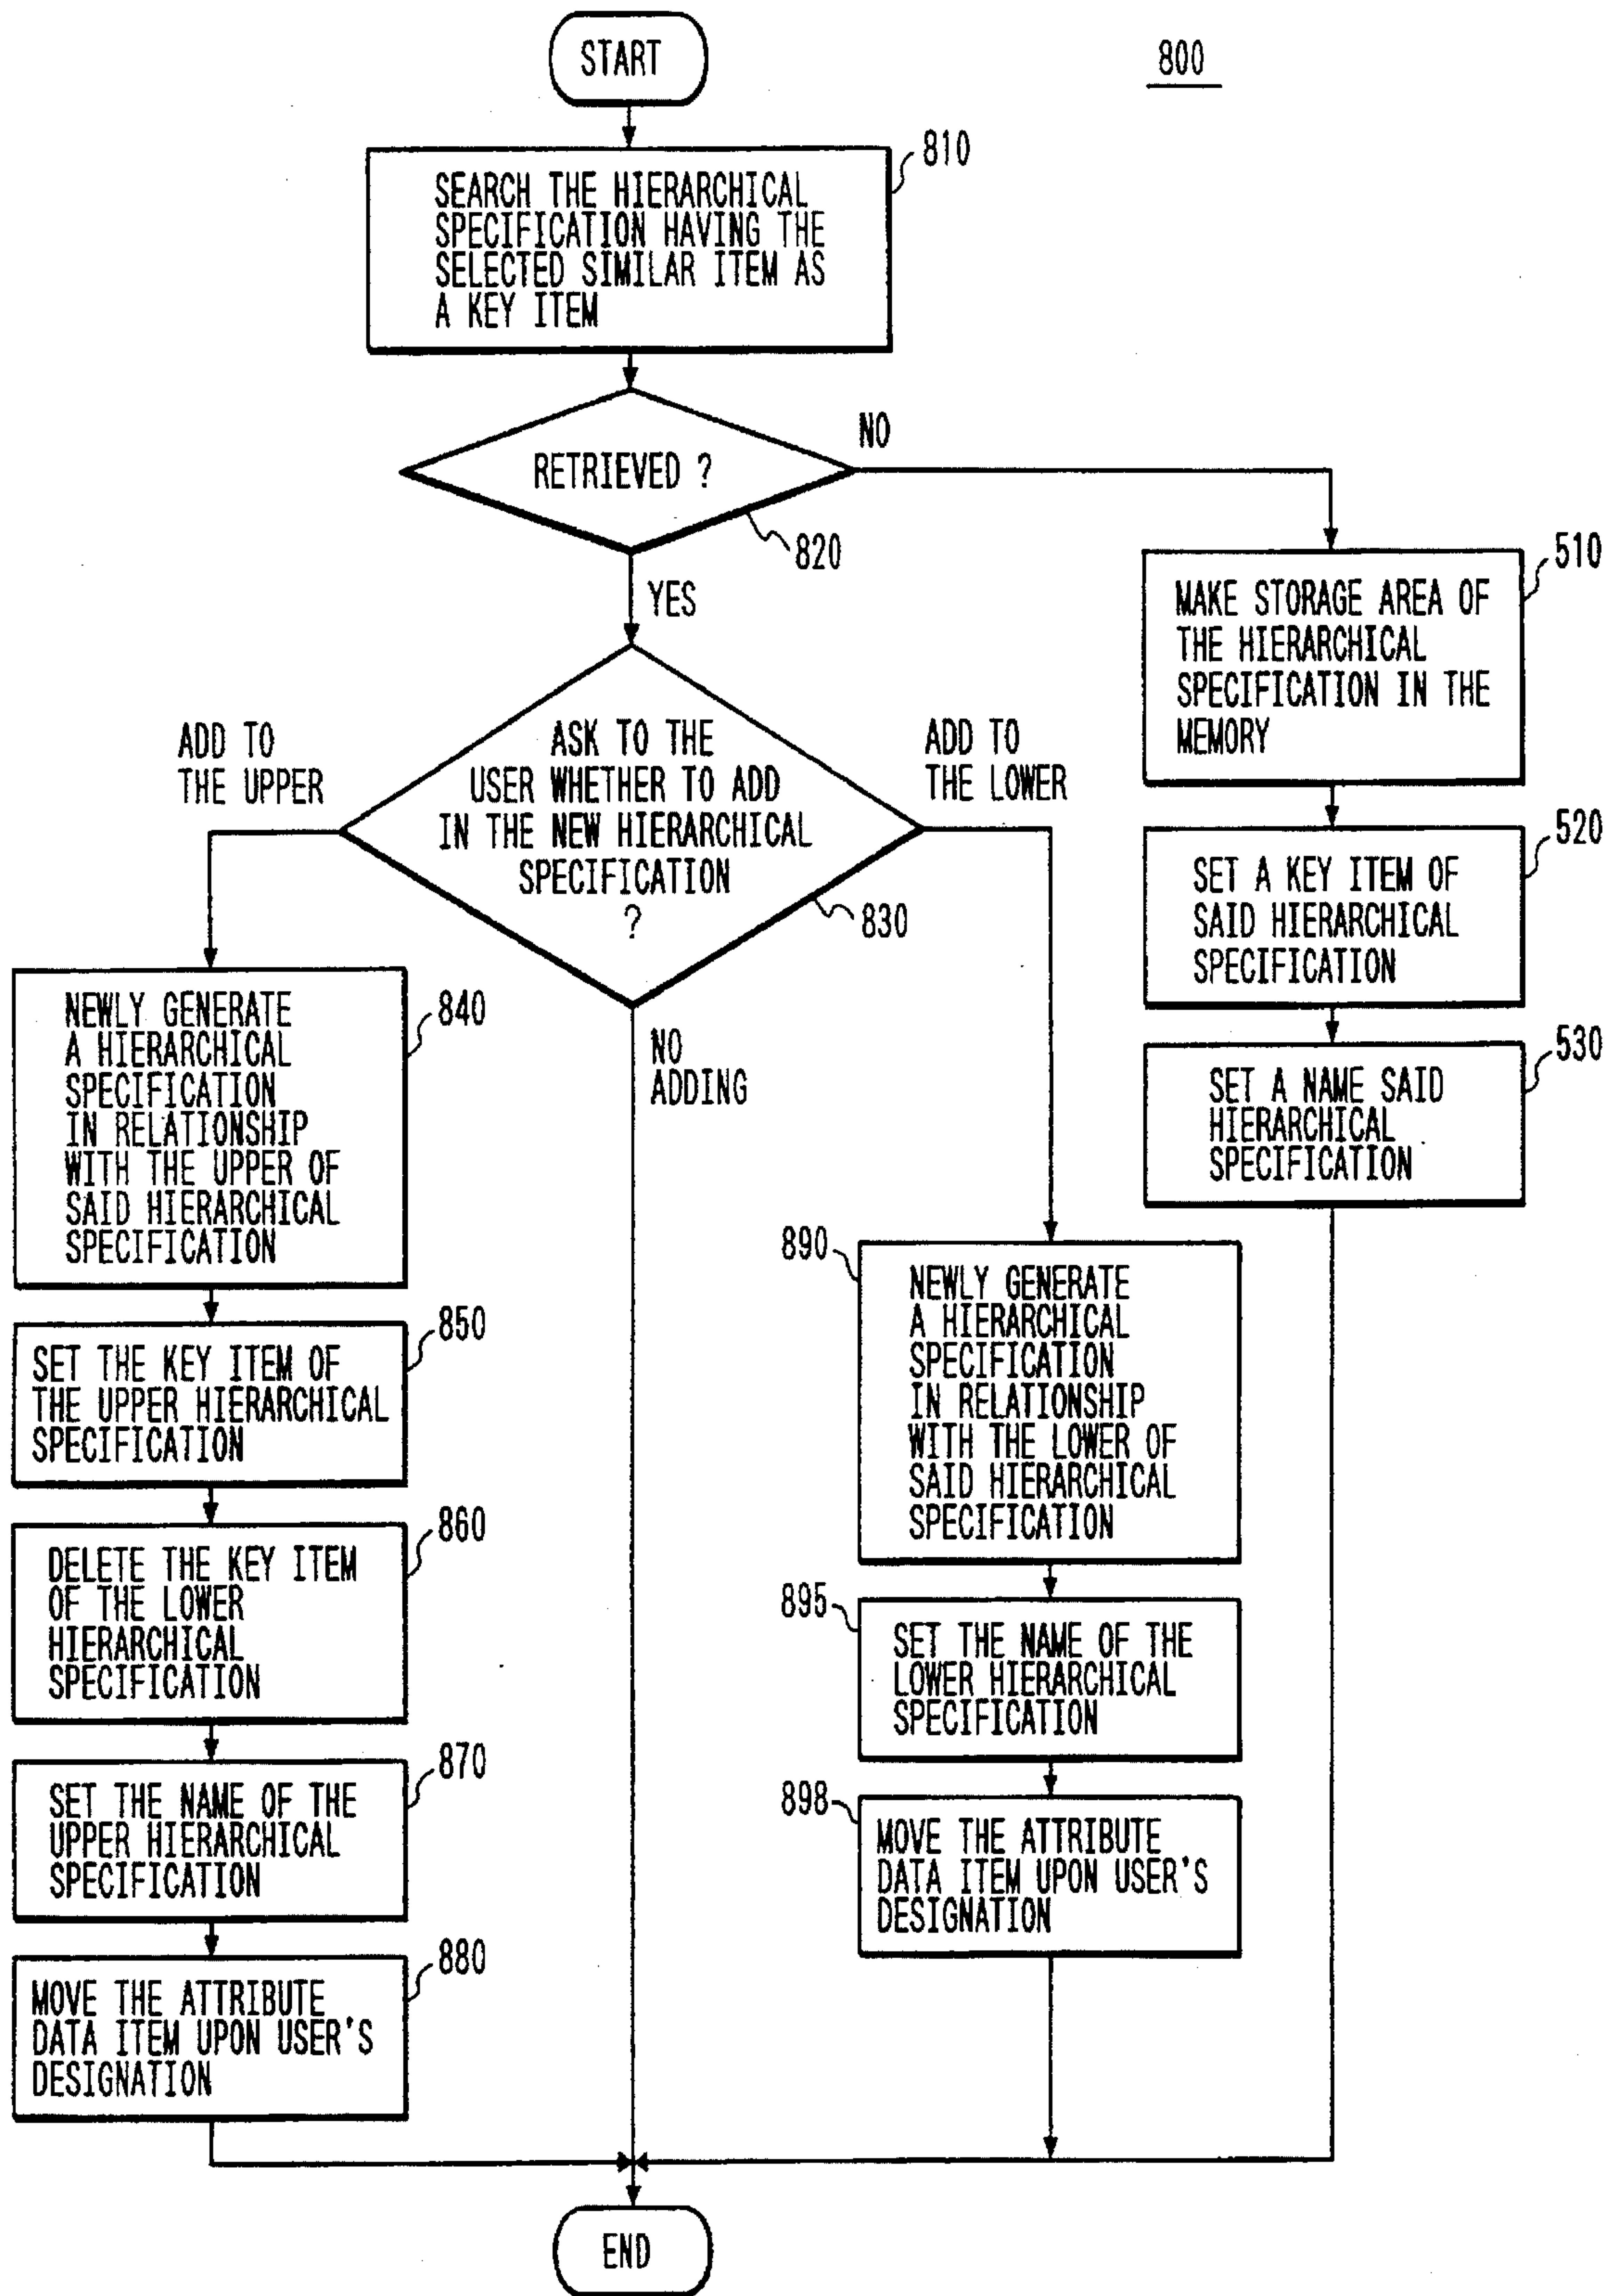 START
800
810
SEARCH THE HIERARCHICAL
SPECIFICATION HAVING THE
SELECTED SIMILAR ITEM AS
A KEY ITEM
RETRIEVED ?
NO
820
YES
510
MAKE STORAGE AREA OF
THE HIERARCHICAL
SPECIFICATION IN THE
MEMORY
ADD TO
THE UPPER
ASK TO THE
USER WHETHER TO ADD
IN THE NEW HIERARCHICAL
SPECIFICATION
?
ADD TO
THE LOWER
830
520
SET A KEY ITEM OF
SAID HIERARCHICAL
SPECIFICATION
NO
ADDING
530
SET A NAME SAID
HIERARCHICAL
SPECIFICATION
840
NEWLY GENERATE
A HIERARCHICAL
SPECIFICATION
IN RELATIONSHIP
WITH THE UPPER OF
SAID HIERARCHICAL
SPECIFICATION
850
SET THE KEY ITEM OF
THE UPPER HIERARCHICAL
SPECIFICATION
860
DELETE THE KEY ITEM
OF THE LOWER
HIERARCHICAL
SPECIFICATION
870
SET THE NAME OF THE
UPPER HIERARCHICAL
SPECIFICATION
880
MOVE THE ATTRIBUTE
DATA ITEM UPON USER'S
DESIGNATION
890
NEWLY GENERATE
A HIERARCHICAL
SPECIFICATION
IN RELATIONSHIP
WITH THE LOWER OF
SAID HIERARCHICAL
SPECIFICATION
895
SET THE NAME OF THE
LOWER HIERARCHICAL
SPECIFICATION
898
MOVE THE ATTRIBUTE
DATA ITEM UPON USER'S
DESIGNATION
END